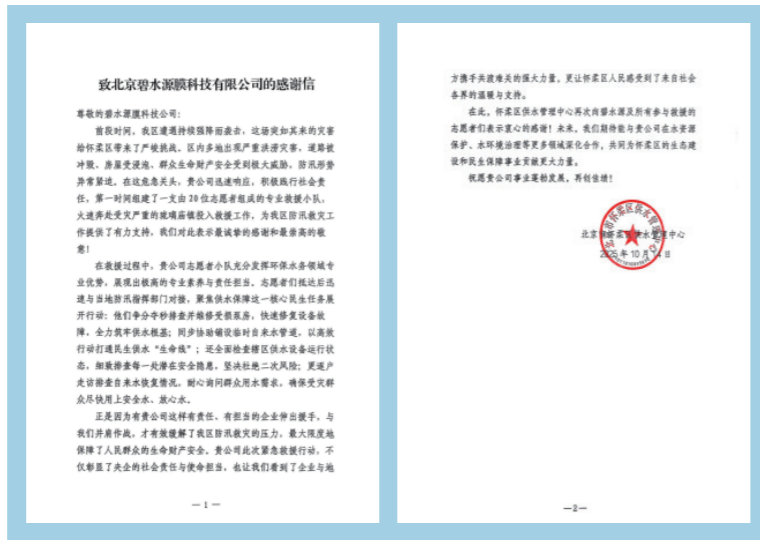 致北京碧水源膜科技有限公司的感谢信
尊敬的碧水源膜科技公司：
前段时间，我区遭遇持续强降雨袭击，这场突如其来的灾害
给怀柔区带来了严峻挑战。区内多地出现严重洪涝灾害，道路被
冲毁、房屋受浸泡，群众生命财产安全受到极大威胁，防汛形势
异常紧迫。在这危急关头，贵公司迅速响应，积极践行社会责
任，第一时间组建了一支由20位志愿者组成的专业救援小队，
火速奔赴受灾严重的琉璃庙镇投入救援工作，为我区防汛救灾工
作提供了有力支持，我们对此表示最诚挚的感谢和最崇高的敬
意！
在救援过程中，贵公司志愿者小队充分发挥环保水务领域专
业优势，展现出极高的专业素养与责任担当。志愿者们抵达后迅
速与当地防汛指挥部门对接，聚焦供水保障这一核心民生任务展
开行动：他们争分夺秒排查并维修受损泵房，快速修复设备故
障，全力筑牢供水根基；同步协助铺设临时自来水管道，以高效
行动打通民生供水“生命线”；还全面检查辖区供水设备运行状
态，细致排查每一处潜在安全隐患，坚决杜绝二次风险；更逐户
走访排查自来水恢复情况，耐心询问群众用水需求，确保受灾群
众尽快用上安全水、放心水。
正是因为有贵公司这样有责任、有担当的企业伸出援手，与
我们并肩作战，才有效缓解了我区防汛救灾的压力，最大限度地
保障了人民群众的生命财产安全。贵公司此次紧急救援行动，不
仅彰显了央企的社会责任与使命担当，也让我们看到了企业与地
— 1 —
方携手共渡难关的强大力量，更让怀柔区人民感受到了来自社会
各界的温暖与支持。
在此，怀柔区供水管理中心再次向碧水源及所有参与救援的
志愿者们表示衷心的感谢！未来，我们期待能与贵公司在水资源
保护、水环境治理等更多领域深化合作，共同为怀柔区的生态建
设和民生保障事业贡献更大力量。
祝愿贵公司事业蓬勃发展，再创佳绩！
北京市怀柔区供水管理中心
2025年10月14日
—2—